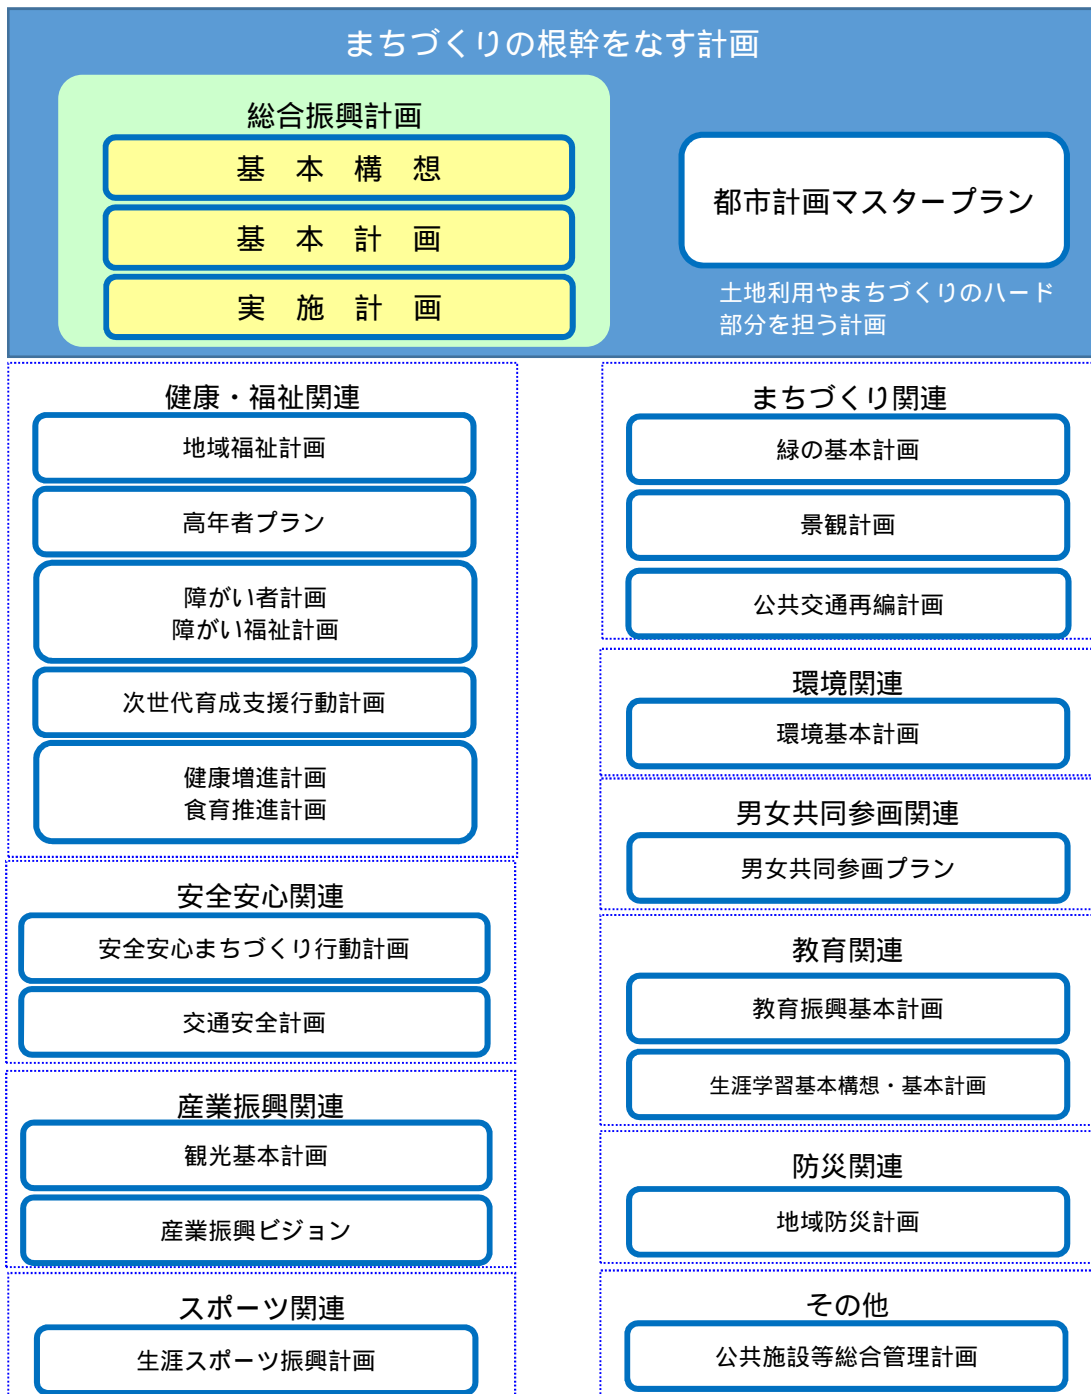 まちづくりの根幹をなす計画
総合振興計画
基 本 構 想
基 本 計 画
実 施 計 画
都市計画マスタープラン
土地利用やまちづくりのハード
部分を担う計画
健康・福祉関連
地域福祉計画
高年者プラン
障がい者計画
障がい福祉計画
次世代育成支援行動計画
健康増進計画
食育推進計画
安全安心関連
安全安心まちづくり行動計画
交通安全計画
産業振興関連
観光基本計画
産業振興ビジョン
スポーツ関連
生涯スポーツ振興計画
まちづくり関連
緑の基本計画
景観計画
公共交通再編計画
環境関連
環境基本計画
男女共同参画関連
男女共同参画プラン
教育関連
教育振興基本計画
生涯学習基本構想・基本計画
防災関連
地域防災計画
その他
公共施設等総合管理計画